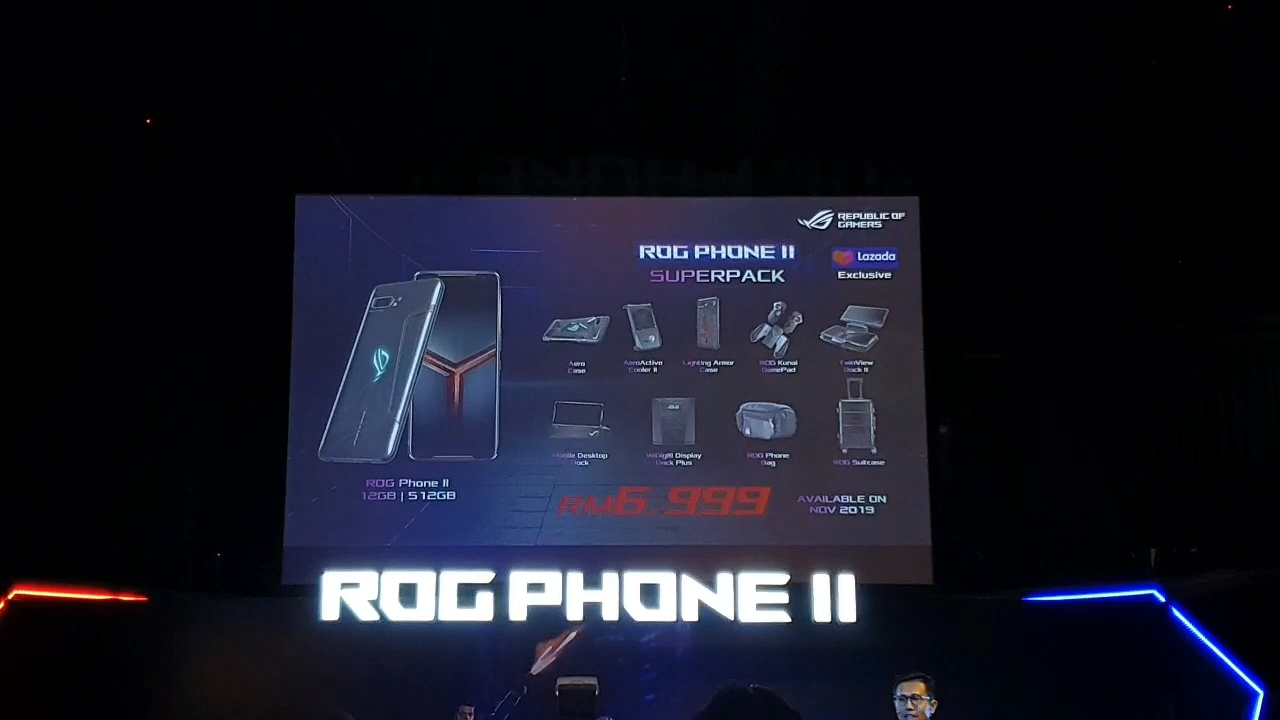 REPUBLIC OF
GAMERS
ROG PHONE II
SUPERPACK
Lazada
Exclusive
Aero
Case
AeroActive
Cooler II
Lighting Armor
Case
ROG Kunai
GamePad
TwinView
Dock II
Mobile Desktop
Dock
WiGig® Display
Dock Plus
ROG Phone
Bag
ROG Suitcase
ROG Phone II
12GB | 512GB
RM6.999
AVAILABLE ON
NOV 2019
ROG PHONE II